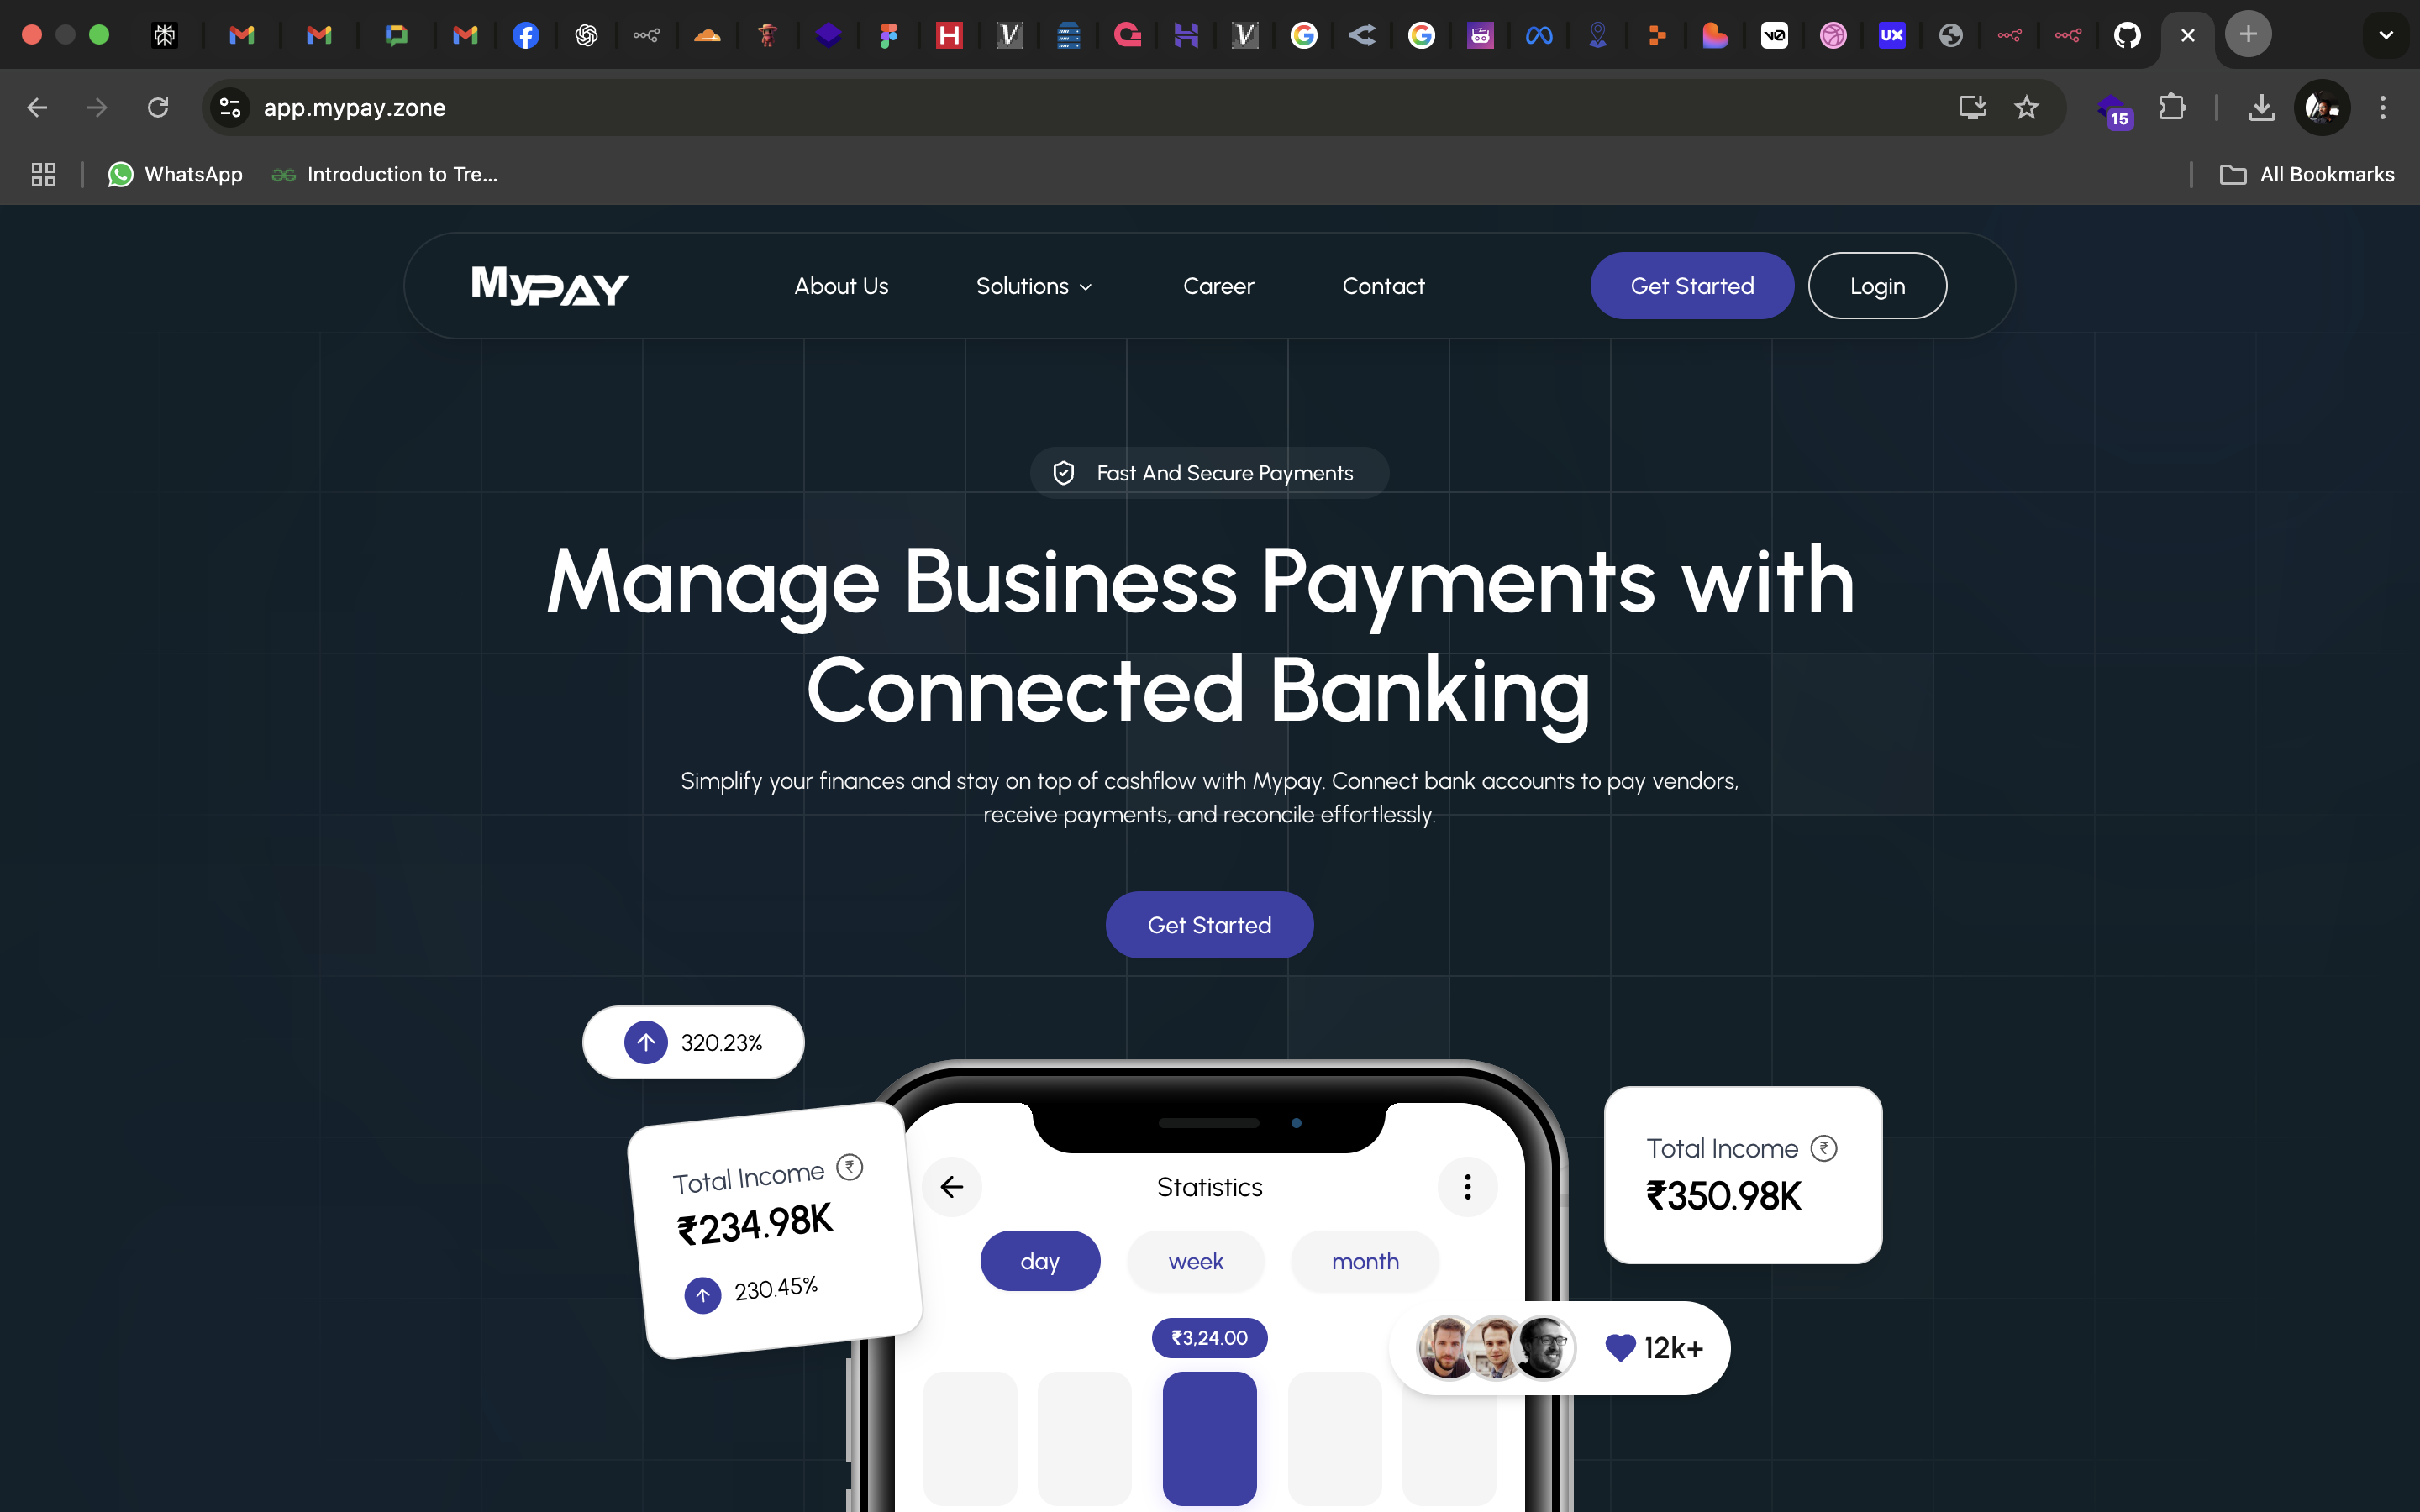 app.mypay.zone
15
WhatsApp
Introduction to Tre...
All Bookmarks
MyPAY
About Us
Solutions
Career
Contact
Get Started
Login
Fast And Secure Payments
Manage Business Payments with
Connected Banking
Simplify your finances and stay on top of cashflow with Mypay. Connect bank accounts to pay vendors,
receive payments, and reconcile effortlessly.
Get Started
320.23%
Total Income ₹
₹234.98K
230.45%
Statistics
day
week
month
₹3,24.00
Total Income ₹
₹350.98K
12k+